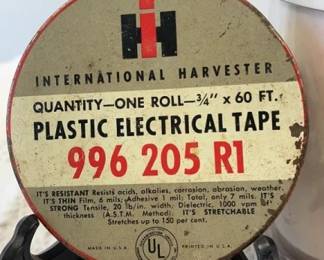 IH
INTERNATIONAL HARVESTER
QUANTITY—ONE ROLL—3/4" x 60 FT.
PLASTIC ELECTRICAL TAPE
996 205 R1
IT'S RESISTANT Resists acids, alkalies, corrosion, abrasion, weather.
IT'S THIN Film, 6 mils; Adhesive 1 mil; Total, only 7 mils. IT'S
STRONG Tensile, 20 lb/in. width. Dielectric, 1000 vpm
thickness (A.S.T.M. Method). IT'S STRETCHABLE
Stretches up to 150 per cent.
MADE IN U.S.A. UL PRINTED IN U.S.A.